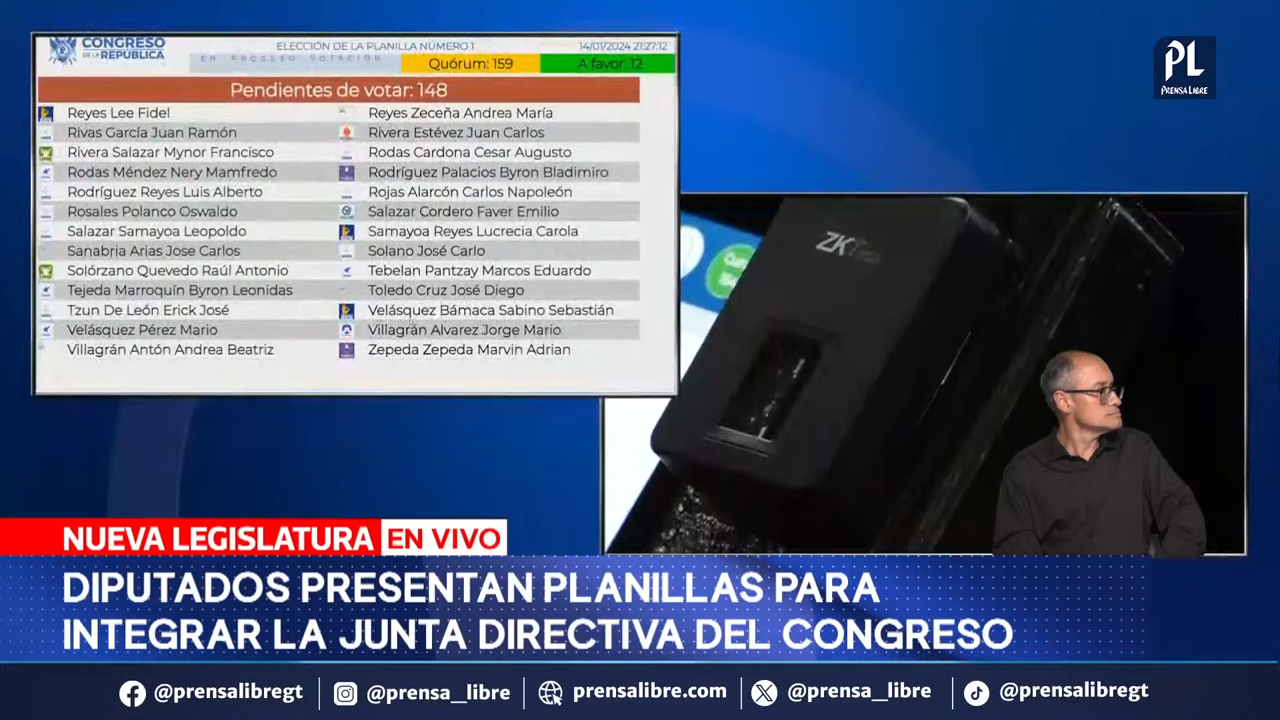 CONGRESO
DE LA REPÚBLICA
ELECCIÓN DE LA PLANILLA NÚMERO 1
14/01/2024 21:27:12
EN PROCESO VOTACIÓN
Quórum: 159
A favor: 12
Pendientes de votar: 148
Reyes Lee Fidel
Reyes Zeceña Andrea María
Rivas García Juan Ramón
Rivera Estévez Juan Carlos
Rivera Salazar Mynor Francisco
Rodas Cardona Cesar Augusto
Rodas Méndez Nery Mamfredo
Rodríguez Palacios Byron Bladimiro
Rodríguez Reyes Luis Alberto
Rojas Alarcón Carlos Napoleón
Rosales Polanco Oswaldo
Salazar Cordero Faver Emilio
Salazar Samayoa Leopoldo
Samayoa Reyes Lucrecia Carola
Sanabria Arias Jose Carlos
Solano José Carlo
Solórzano Quevedo Raúl Antonio
Tebelan Pantzay Marcos Eduardo
Tejeda Marroquín Byron Leonidas
Toledo Cruz José Diego
Tzun De León Erick José
Velásquez Bámaca Sabino Sebastián
Velásquez Pérez Mario
Villagrán Alvarez Jorge Mario
Villagrán Antón Andrea Beatriz
Zepeda Zepeda Marvin Adrian
PL
PRENSA LIBRE
ZK
NUEVA LEGISLATURA EN VIVO
DIPUTADOS PRESENTAN PLANILLAS PARA
INTEGRAR LA JUNTA DIRECTIVA DEL CONGRESO
@prensalibregt
@prensa_libre
prensalibre.com
@prensa_libre
@prensalibregt